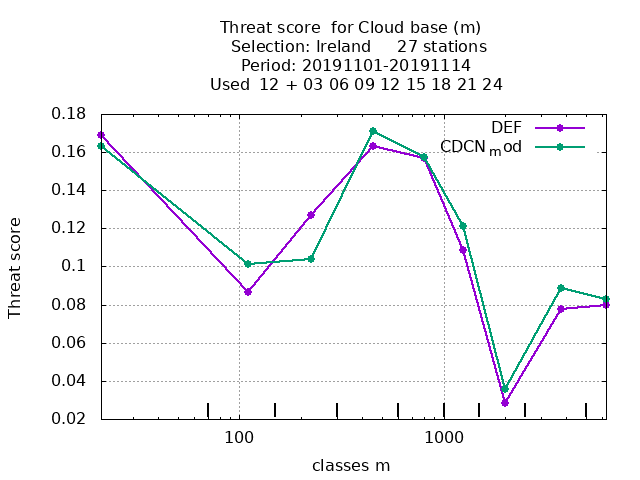 Threat score  for Cloud base (m)
Selection: Ireland     27 stations
Period: 20191101-20191114
Used  12 + 03 06 09 12 15 18 21 24
DEF
CDCNmod
0.18
0.16
0.14
0.12
0.1
0.08
0.06
0.04
0.02
Threat score
100
1000
classes m